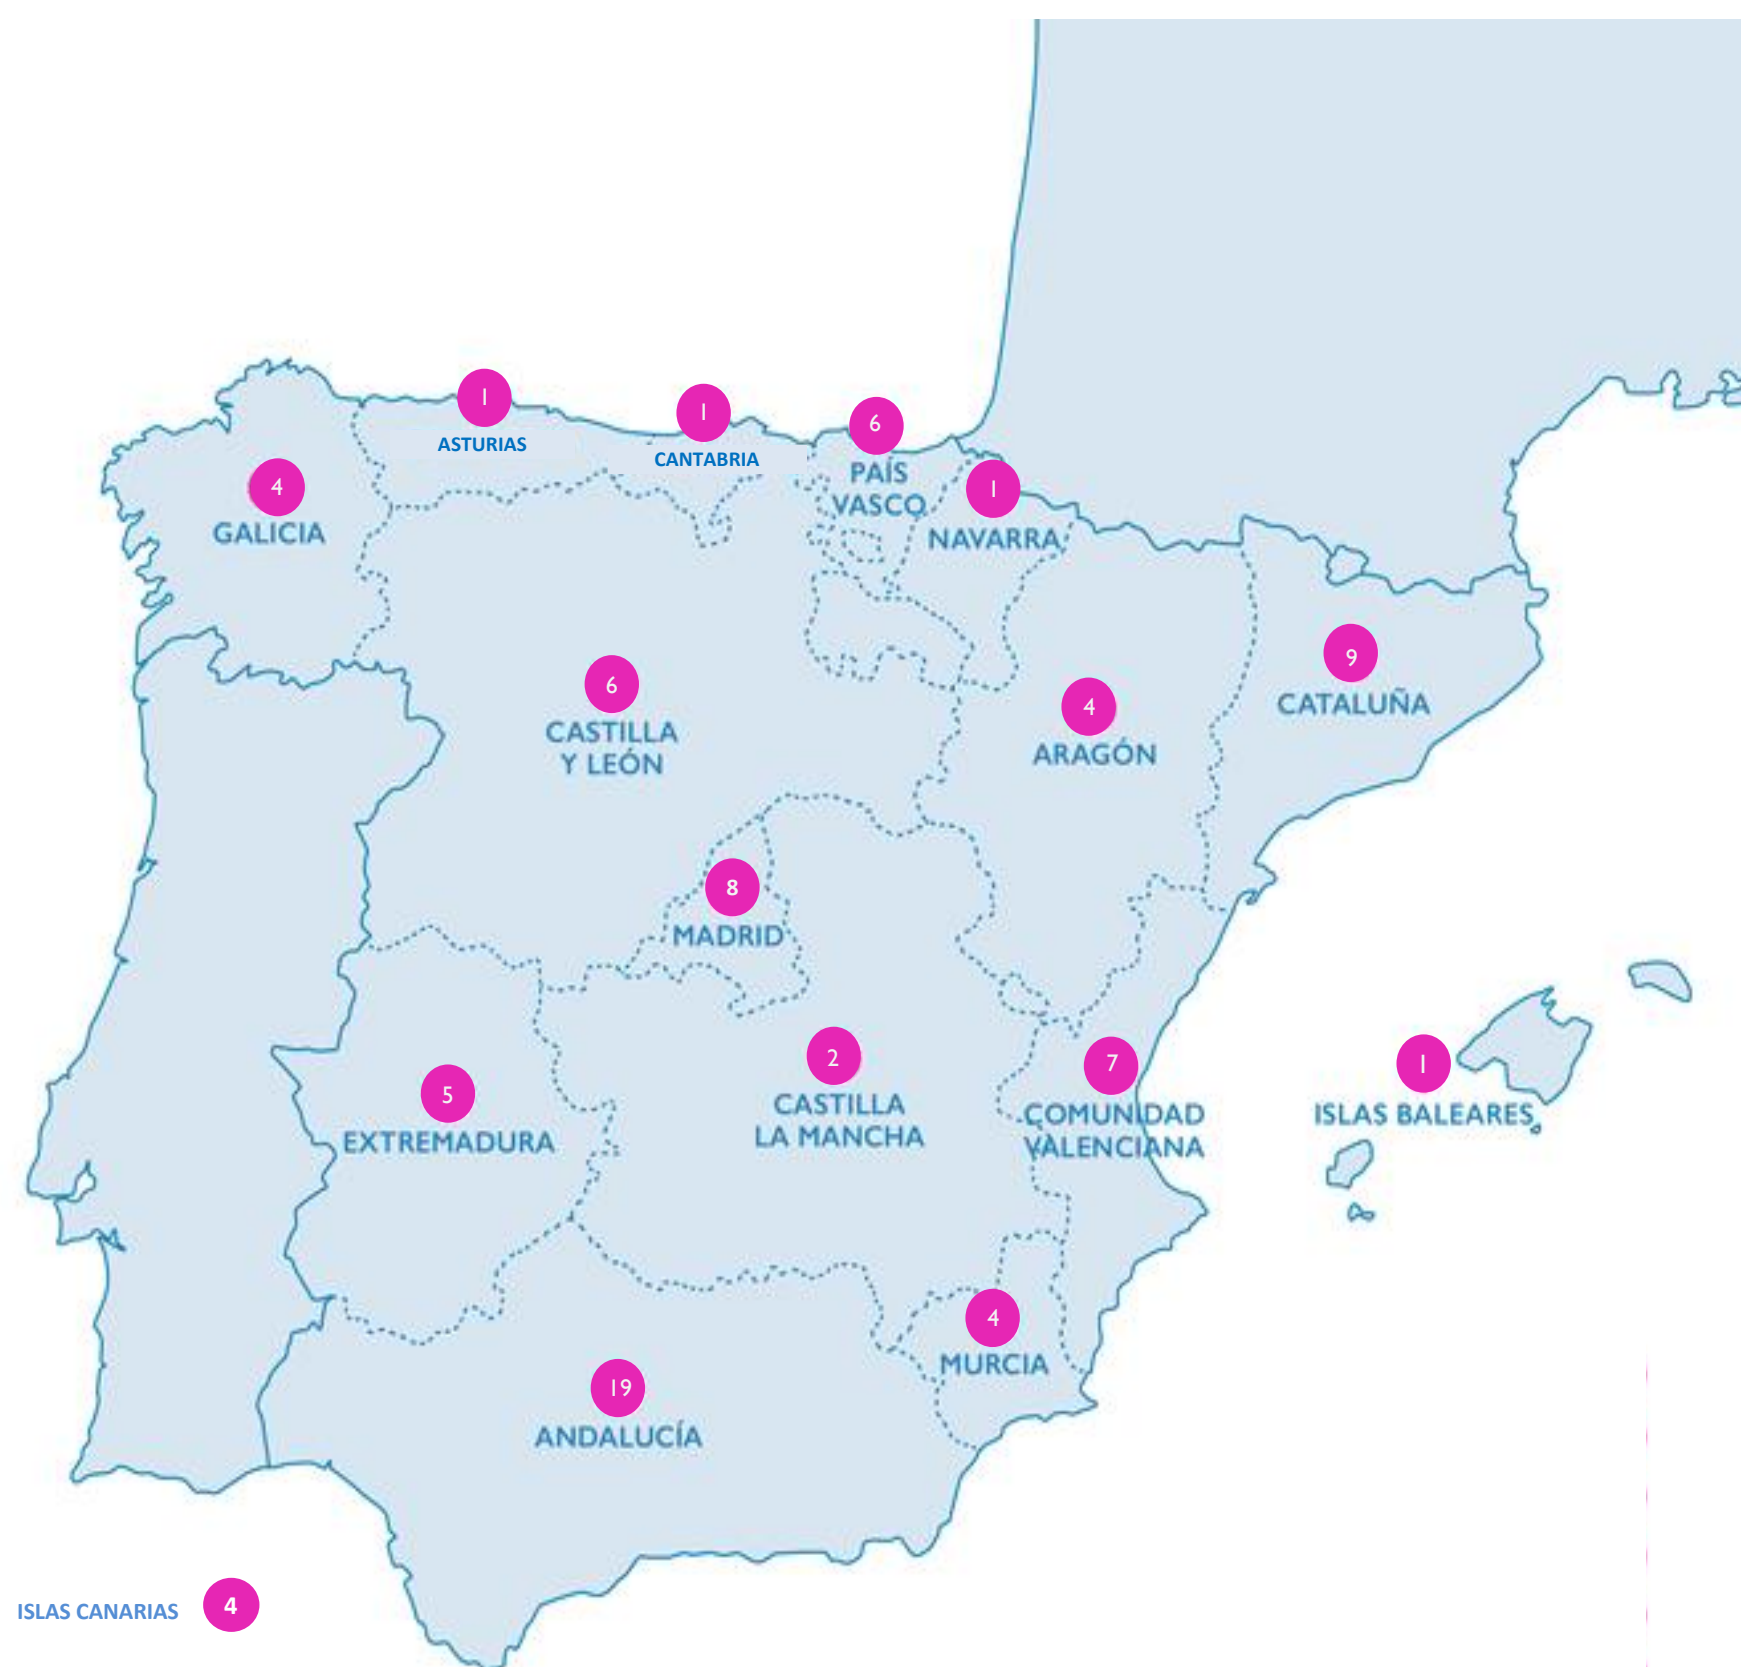 1
ASTURIAS
1
CANTABRIA
6
PAÍS
VASCO
4
GALICIA
1
NAVARRA
9
CATALUÑA
6
CASTILLA
Y LEÓN
4
ARAGÓN
8
MADRID
2
CASTILLA
LA MANCHA
7
COMUNIDAD
VALENCIANA
1
ISLAS BALEARES
5
EXTREMADURA
4
MURCIA
19
ANDALUCÍA
ISLAS CANARIAS 4